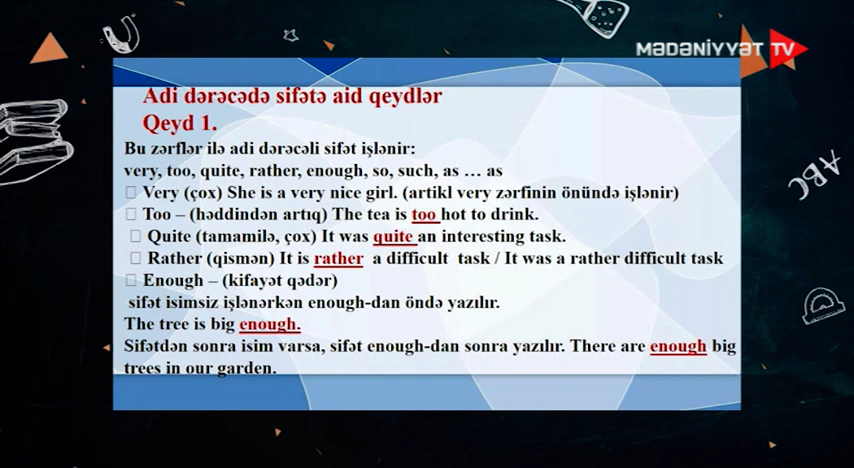 MƏDƏNİYYƏT TV
Adi dərəcədə sifətə aid qeydlər
Qeyd 1.
Bu zərflər ilə adi dərəcəli sifət işlənir:
very, too, quite, rather, enough, so, such, as … as
Very (çox) She is a very nice girl. (artikl very zərfinin önündə işlənir)
Too – (həddindən artıq) The tea is too hot to drink.
Quite (tamamilə, çox) It was quite an interesting task.
Rather (qismən) It is rather a difficult task / It was a rather difficult task
Enough – (kifayət qədər)
sifət isimsiz işlənərkən enough-dan öndə yazılır.
The tree is big enough.
Sifətdən sonra isim varsa, sifət enough-dan sonra yazılır. There are enough big
trees in our garden.
ABC